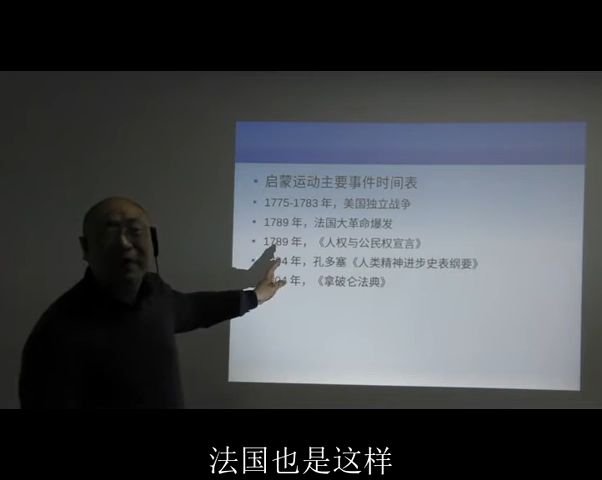 • 启蒙运动主要事件时间表
• 1775-1783 年，美国独立战争
• 1789 年，法国大革命爆发
• 1789 年，《人权与公民权宣言》
• 94 年，孔多塞《人类精神进步史表纲要》
04 年，《拿破仑法典》
法国也是这样